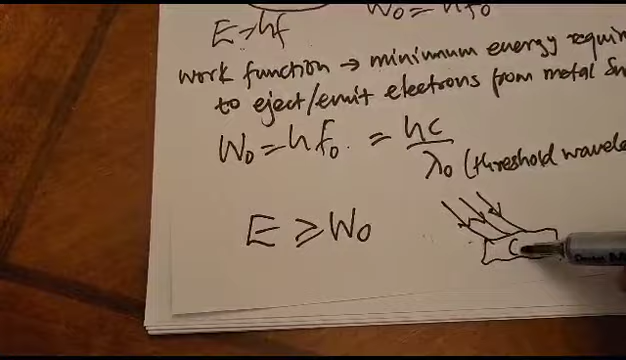 W₀ = hf₀
E = hf
work function → minimum energy
to eject/emit electrons from metal
W₀ = hf₀. = hc/λ₀ (threshold
E ≥ W₀
C